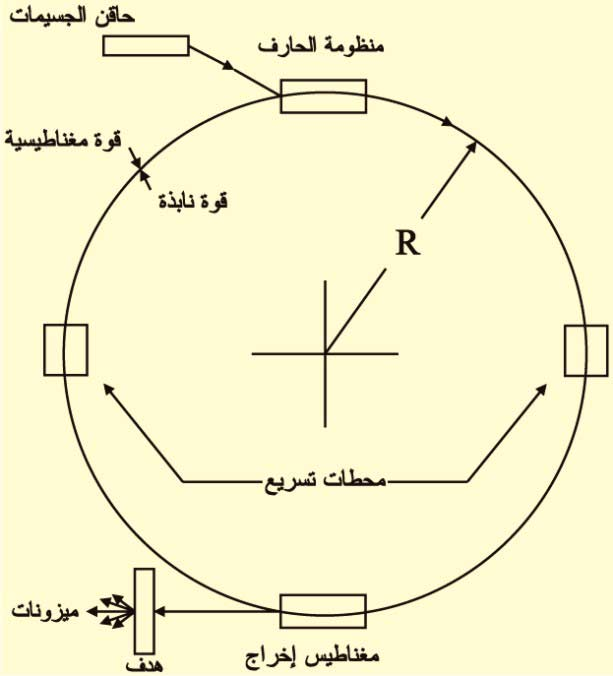 حاقن الجسيمات
منظومة الحارف
قوة مغناطيسية
قوة نابذة
R
محطات تسريع
ميزونات
هدف
مغناطيس إخراج